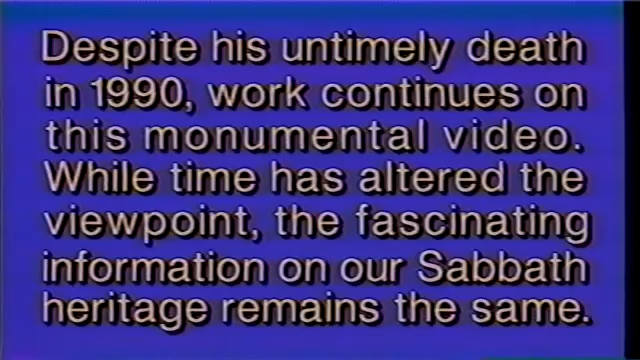 Despite his untimely death
in 1990, work continues on
this monumental video.
While time has altered the
viewpoint, the fascinating
information on our Sabbath
heritage remains the same.